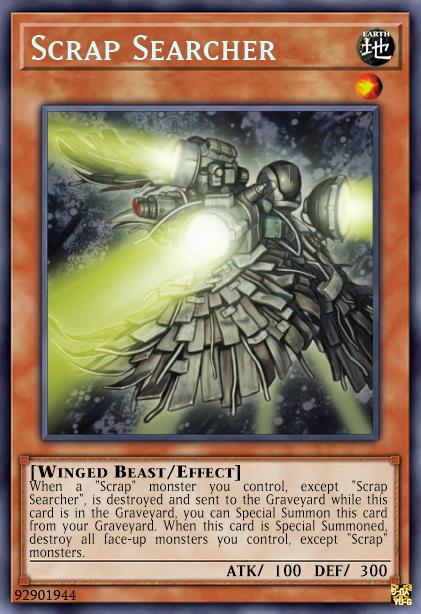 Scrap Searcher
EARTH
地
[Winged Beast/Effect]
When a "Scrap" monster you control, except "Scrap
Searcher", is destroyed and sent to the Graveyard while this
card is in the Graveyard, you can Special Summon this card
from your Graveyard. When this card is Special Summoned,
destroy all face-up monsters you control, except "Scrap"
monsters.
ATK/ 100 DEF/ 300
92901944